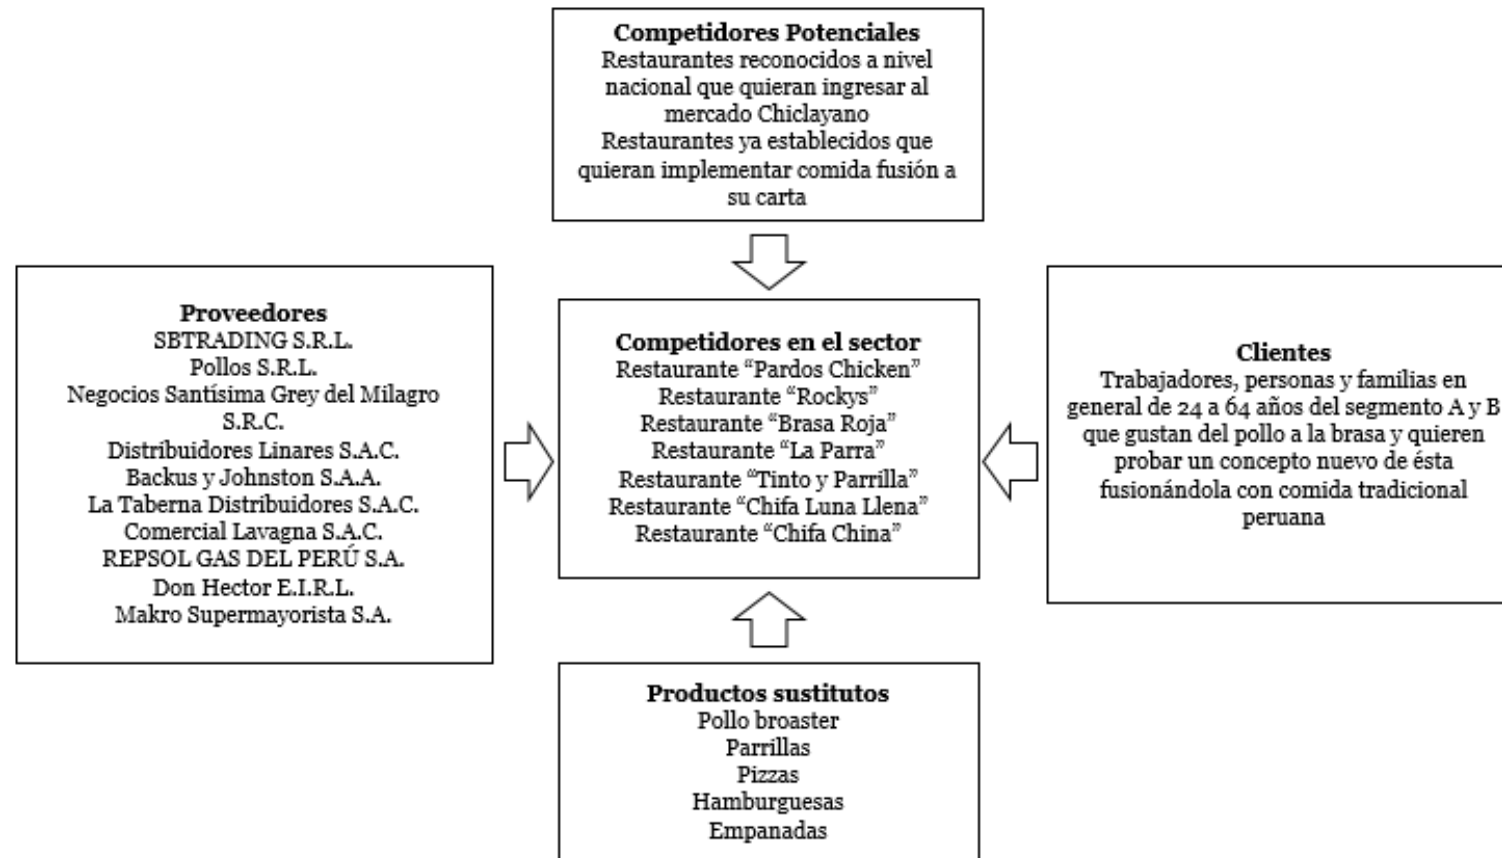 Competidores Potenciales
Restaurantes reconocidos a nivel
nacional que quieran ingresar al
mercado Chiclayano
Restaurantes ya establecidos que
quieran implementar comida fusión a
su carta
Proveedores
SBTRADING S.R.L.
Pollos S.R.L.
Negocios Santísima Grey del Milagro
S.R.C.
Distribuidores Linares S.A.C.
Backus y Johnston S.A.A.
La Taberna Distribuidores S.A.C.
Comercial Lavagna S.A.C.
REPSOL GAS DEL PERÚ S.A.
Don Hector E.I.R.L.
Makro Supermayorista S.A.
Competidores en el sector
Restaurante “Pardos Chicken”
Restaurante “Rockys”
Restaurante “Brasa Roja”
Restaurante “La Parra”
Restaurante “Tinto y Parrilla”
Restaurante “Chifa Luna Llena”
Restaurante “Chifa China”
Clientes
Trabajadores, personas y familias en
general de 24 a 64 años del segmento A y B
que gustan del pollo a la brasa y quieren
probar un concepto nuevo de ésta
fusionándola con comida tradicional
peruana
Productos sustitutos
Pollo broaster
Parrillas
Pizzas
Hamburguesas
Empanadas